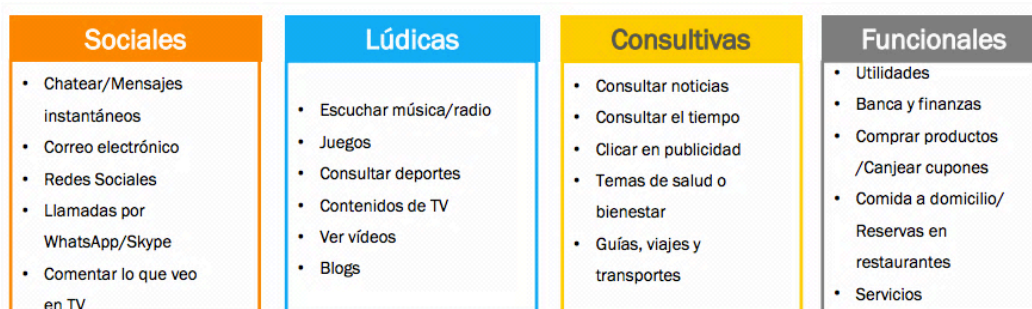 Sociales
• Chatear/Mensajes
instantáneos
• Correo electrónico
• Redes Sociales
• Llamadas por
WhatsApp/Skype
• Comentar lo que veo
en TV
Lúdicas
• Escuchar música/radio
• Juegos
• Consultar deportes
• Contenidos de TV
• Ver vídeos
• Blogs
Consultivas
• Consultar noticias
• Consultar el tiempo
• Clicar en publicidad
• Temas de salud o
bienestar
• Guías, viajes y
transportes
Funcionales
• Utilidades
• Banca y finanzas
• Comprar productos
/Canjear cupones
• Comida a domicilio/
Reservas en
restaurantes
• Servicios